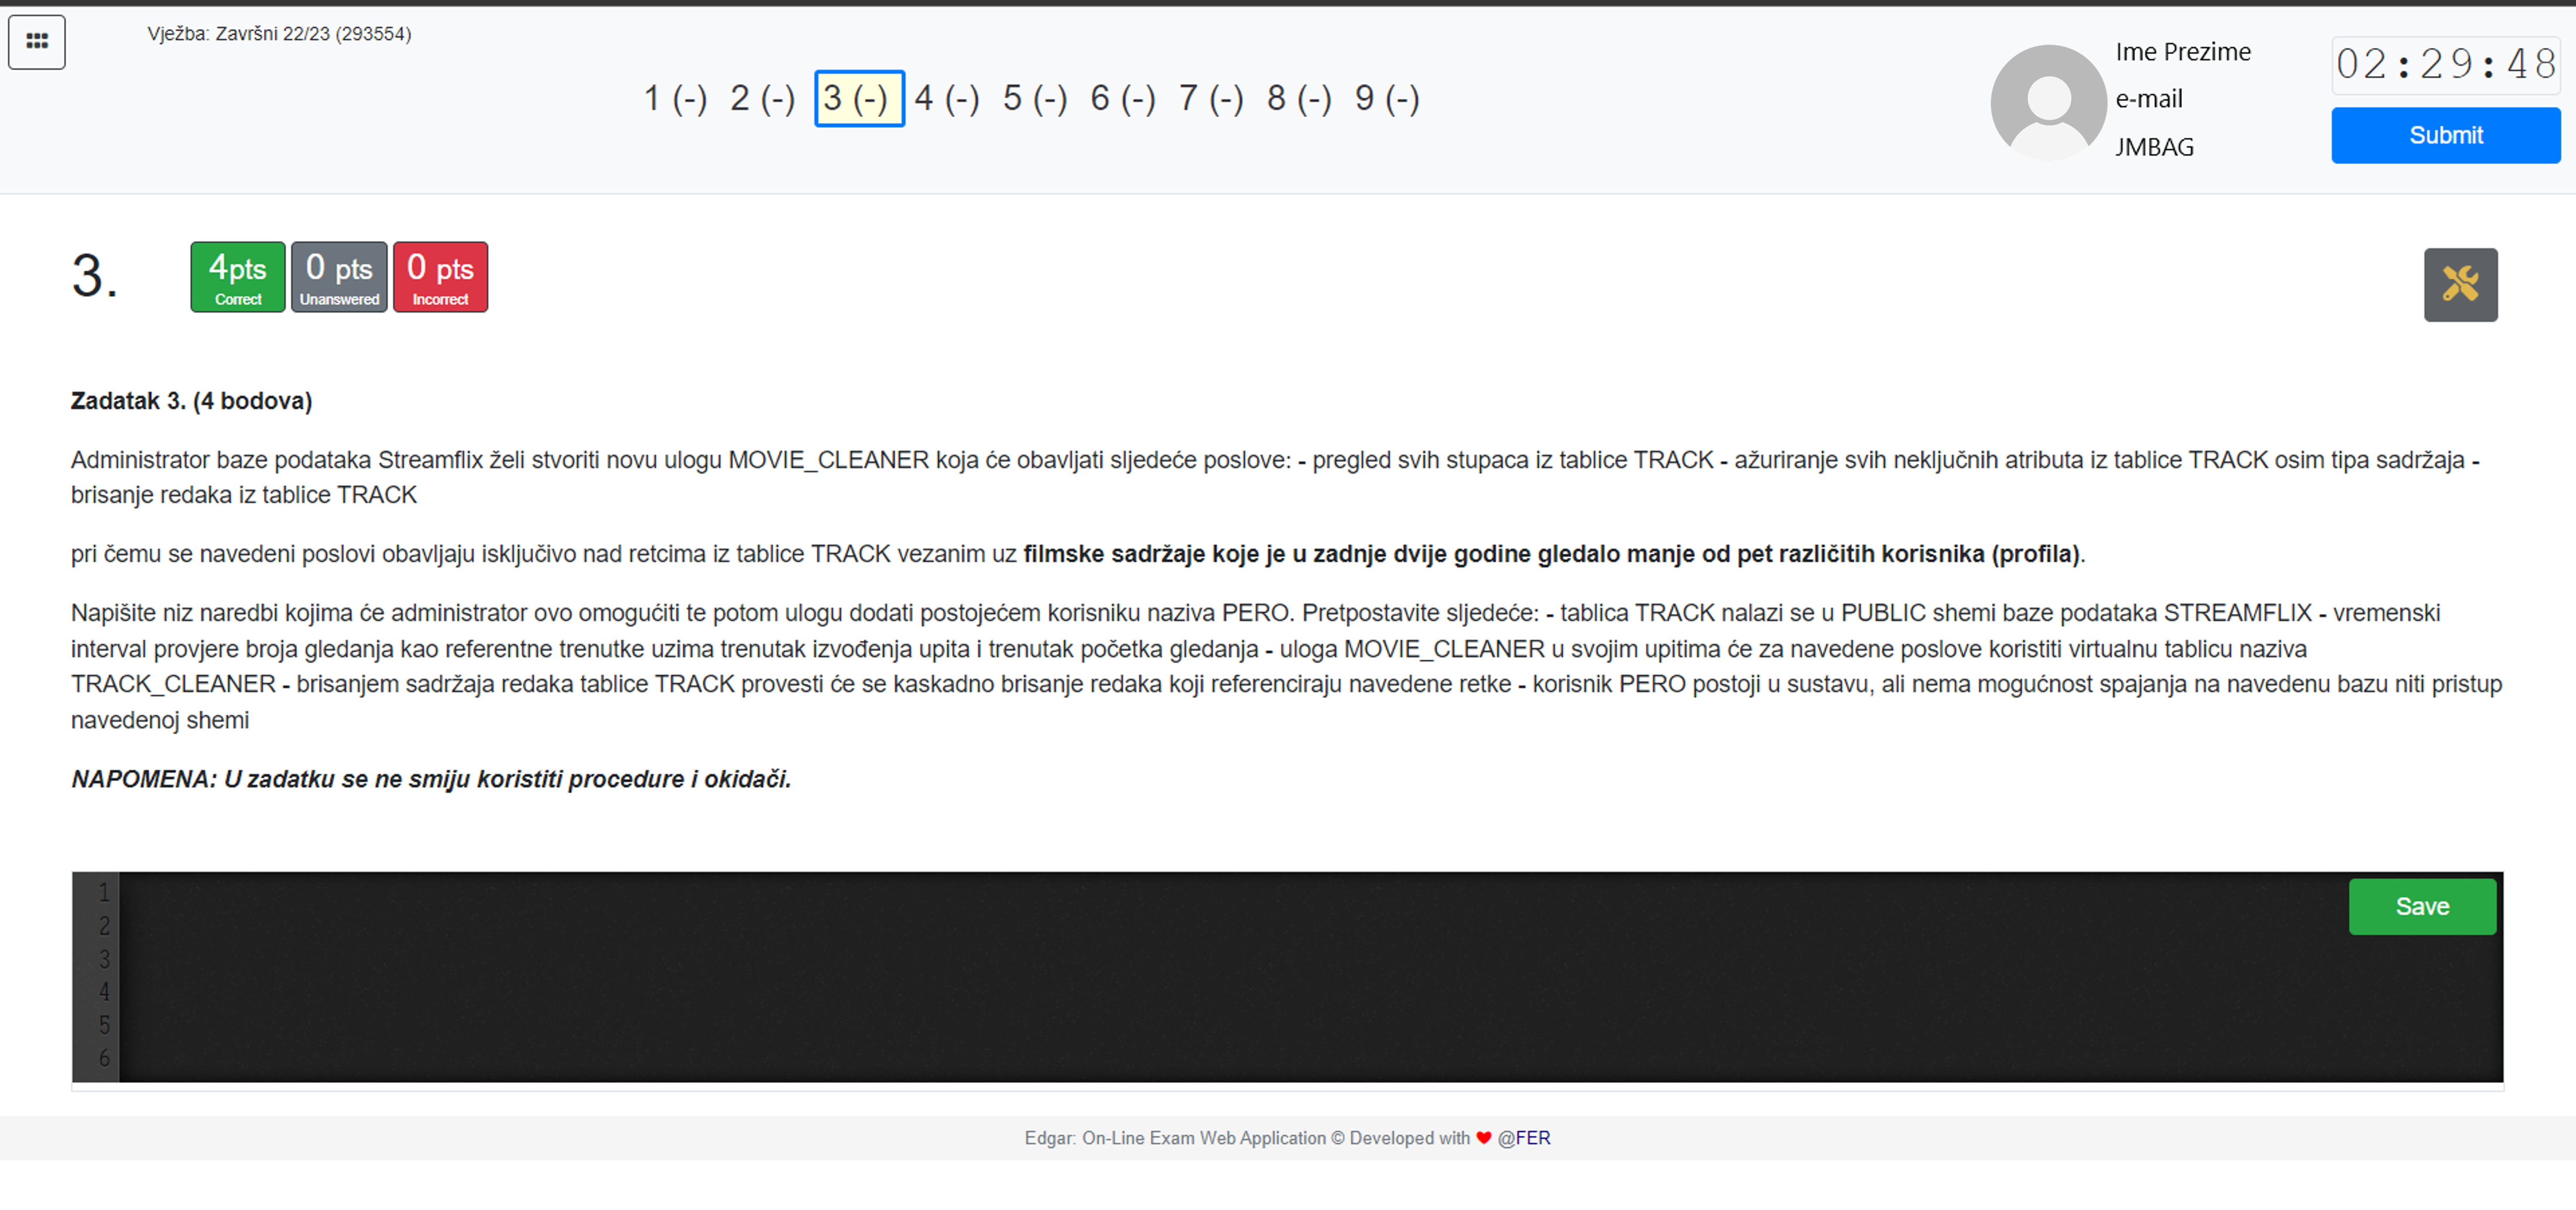 Vježba: Završni 22/23 (293554)
1 (-) 2 (-) 3 (-) 4 (-) 5 (-) 6 (-) 7 (-) 8 (-) 9 (-)
Ime Prezime
e-mail
JMBAG
02:29:48
Submit
3.
4pts
Correct
0 pts
Unanswered
0 pts
Incorrect
Zadatak 3. (4 bodova)
Administrator baze podataka Streamflix želi stvoriti novu ulogu MOVIE_CLEANER koja će obavljati sljedeće poslove: - pregled svih stupaca iz tablice TRACK - ažuriranje svih neključnih atributa iz tablice TRACK osim tipa sadržaja -
brisanje redaka iz tablice TRACK
pri čemu se navedeni poslovi obavljaju isključivo nad retcima iz tablice TRACK vezanim uz filmske sadržaje koje je u zadnje dvije godine gledalo manje od pet različitih korisnika (profila).
Napišite niz naredbi kojima će administrator ovo omogućiti te potom ulogu dodati postojećem korisniku naziva PERO. Pretpostavite sljedeće: - tablica TRACK nalazi se u PUBLIC shemi baze podataka STREAMFLIX - vremenski
interval provjere broja gledanja kao referentne trenutke uzima trenutak izvođenja upita i trenutak početka gledanja - uloga MOVIE_CLEANER u svojim upitima će za navedene poslove koristiti virtualnu tablicu naziva
TRACK_CLEANER - brisanjem sadržaja redaka tablice TRACK provesti će se kaskadno brisanje redaka koji referenciraju navedene retke - korisnik PERO postoji u sustavu, ali nema mogućnost spajanja na navedenu bazu niti pristup
navedenoj shemi
NAPOMENA: U zadatku se ne smiju koristiti procedure i okidači.
Save
1
2
3
4
5
6
Edgar: On-Line Exam Web Application © Developed with ♥ @FER